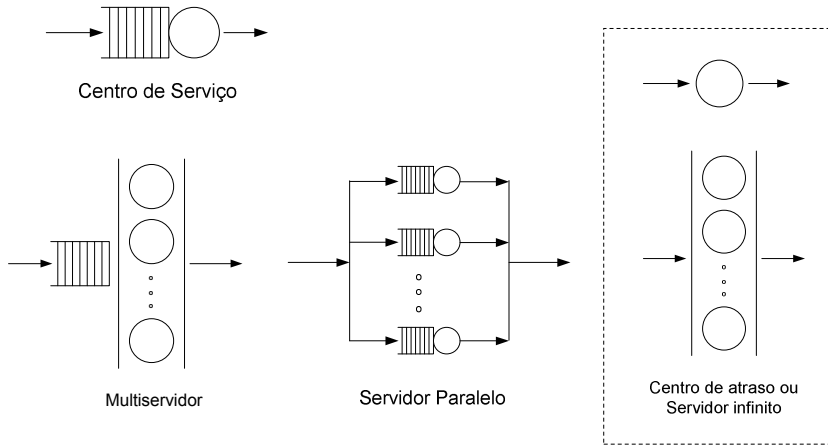 Centro de Serviço
Multiservidor
Servidor Paralelo
Centro de atraso ou
Servidor infinito